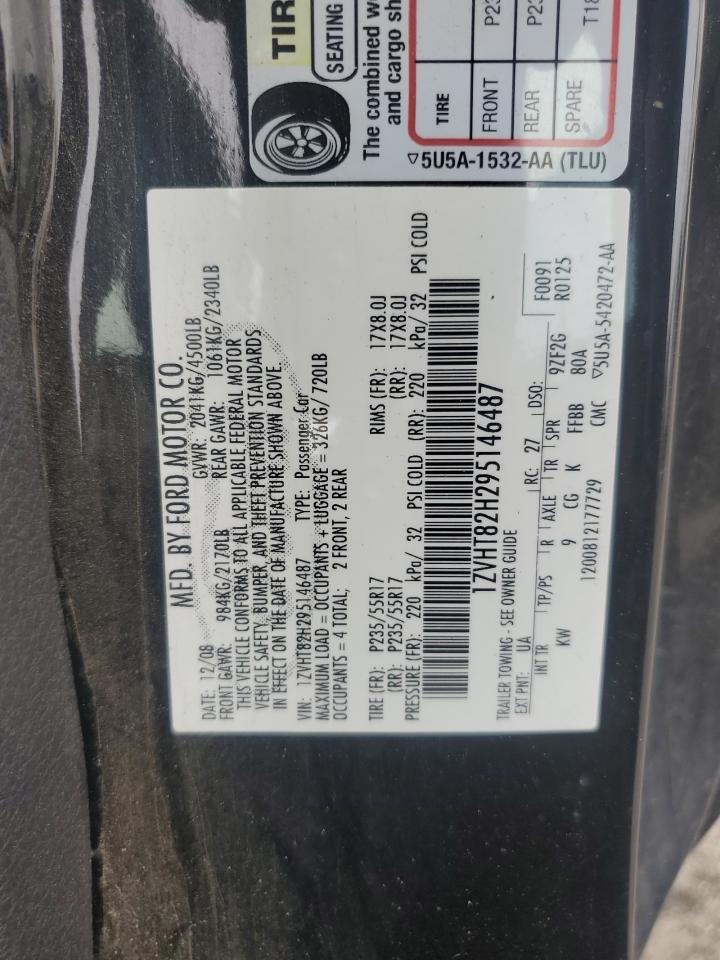 MFD. BY FORD MOTOR CO.
DATE: 12/08 GVWR: 2041KG/4500LB
FRONT GAWR: 984KG/2170LB REAR GAWR: 1061KG/2340LB
THIS VEHICLE CONFORMS TO ALL APPLICABLE FEDERAL MOTOR
VEHICLE SAFETY, BUMPER, AND THEFT PREVENTION STANDARDS
IN EFFECT ON THE DATE OF MANUFACTURE SHOWN ABOVE.
VIN: 1ZVHT82H295146487 TYPE: Passenger Car
MAXIMUM LOAD = OCCUPANTS + LUGGAGE = 326KG/ 720LB
OCCUPANTS = 4 TOTAL; 2 FRONT, 2 REAR
TIRE (FR): P235/55R17 RIMS (FR): 17X8.0J
(RR): P235/55R17 (RR): 17X8.0J
PRESSURE (FR): 220 kPa/ 32 PSI COLD (RR): 220 kPa/ 32 PSI COLD
1ZVHT82H295146487
TRAILER TOWING - SEE OWNER GUIDE
EXT PNT: UA RC: 27 DSO: F0091
INT TR TP/PS R AXLE TR SPR 9ZF2G R0125
KW 9 CG K FFBB 80A
1200812177729 CMC ▽5U5A-5420472-AA
TIR
SEATING
The combined we
and cargo sh
TIRE
FRONT P23
REAR P23
SPARE T18
▽5U5A-1532-AA (TLU)